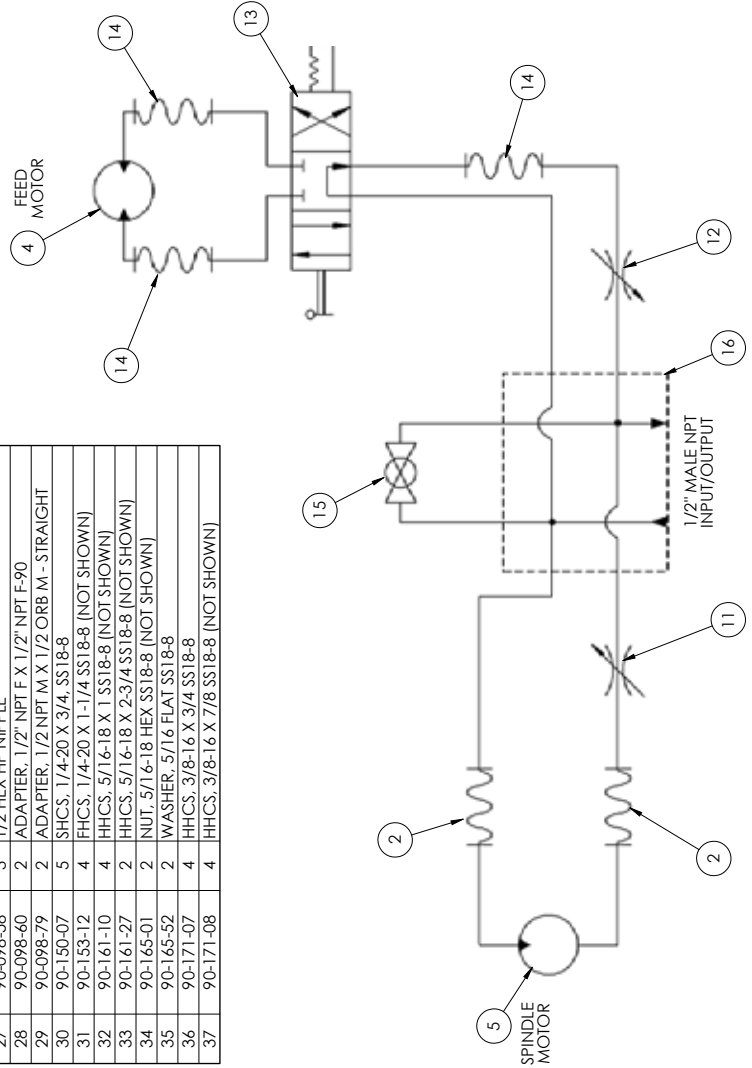 27 3 1/2 HEX HP NIPPLE
28 90-098-60 2 ADAPTER, 1/2" NPT F X 1/2" NPT F-90
29 90-098-79 2 ADAPTER, 1/2 NPT M X 1/2 ORB M - STRAIGHT
30 90-150-07 5 SHCS, 1/4-20 X 3/4, SS18-8
31 90-153-12 4 FHCS, 1/4-20 X 1-1/4 SS18-8 (NOT SHOWN)
32 90-161-10 4 HHCS, 5/16-18 X 1 SS18-8 (NOT SHOWN)
33 90-161-27 2 HHCS, 5/16-18 X 2-3/4 SS18-8 (NOT SHOWN)
34 90-165-01 2 NUT, 5/16-18 HEX SS18-8 (NOT SHOWN)
35 90-165-52 2 WASHER, 5/16 FLAT SS18-8
36 90-171-07 4 HHCS, 3/8-16 X 3/4 SS18-8
37 90-171-08 4 HHCS, 3/8-16 X 7/8 SS18-8 (NOT SHOWN)
4
FEED
MOTOR
14
14
13
14
15
12
16
1/2" MALE NPT
INPUT/OUTPUT
11
2
2
5
SPINDLE
MOTOR